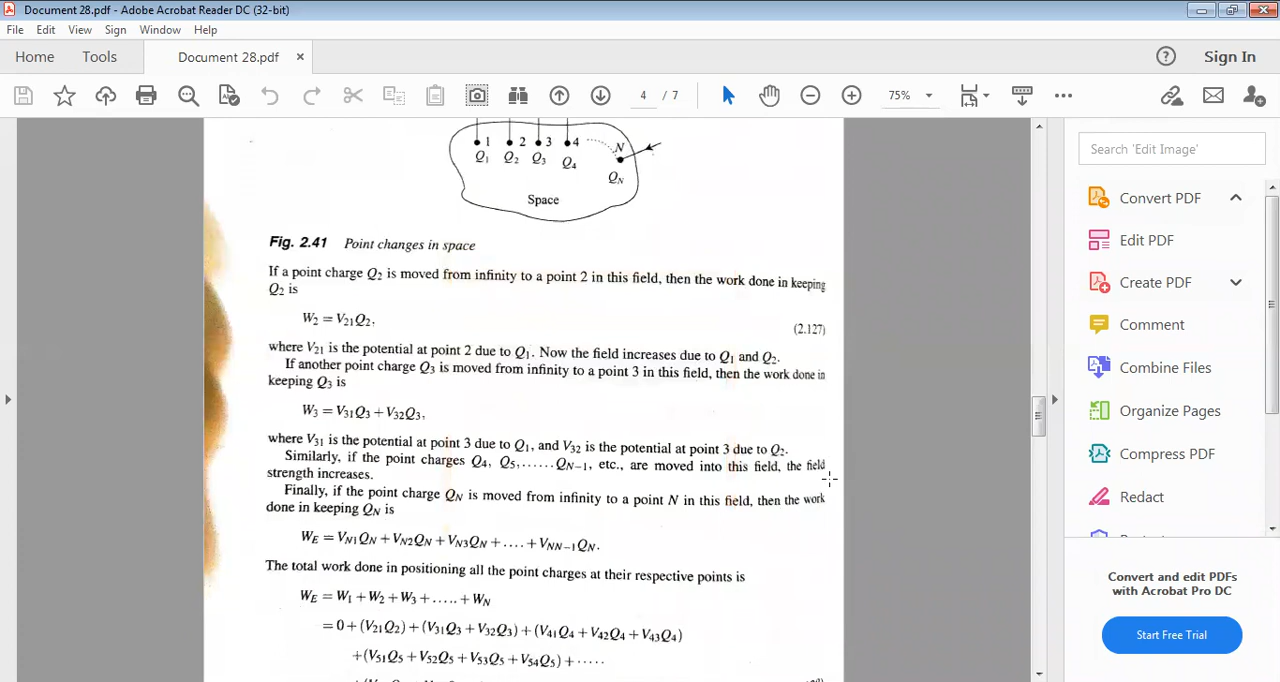 Document 28.pdf - Adobe Acrobat Reader DC (32-bit)
File Edit View Sign Window Help
Home Tools Document 28.pdf × ? Sign In
4 / 7 75%
1 2 3 4 N
Q1 Q2 Q3 Q4
QN
Space
Fig. 2.41 Point changes in space
If a point charge Q2 is moved from infinity to a point 2 in this field, then the work done in keeping
Q2 is
W2 = V21Q2, (2.127)
where V21 is the potential at point 2 due to Q1. Now the field increases due to Q1 and Q2.
If another point charge Q3 is moved from infinity to a point 3 in this field, then the work done in
keeping Q3 is
W3 = V31Q3 + V32Q3,
where V31 is the potential at point 3 due to Q1, and V32 is the potential at point 3 due to Q2.
Similarly, if the point charges Q4, Q5,......QN−1, etc., are moved into this field, the field
strength increases.
Finally, if the point charge QN is moved from infinity to a point N in this field, then the work
done in keeping QN is
WE = VN1QN + VN2QN + VN3QN + .... + VNN−1QN.
The total work done in positioning all the point charges at their respective points is
WE = W1 + W2 + W3 + ..... + WN
= 0 + (V21Q2) + (V31Q3 + V32Q3) + (V41Q4 + V42Q4 + V43Q4)
+(V51Q5 + V52Q5 + V53Q5 + V54Q5) + .....
Search 'Edit Image'
Convert PDF
Edit PDF
Create PDF
Comment
Combine Files
Organize Pages
Compress PDF
Redact
Convert and edit PDFs
with Acrobat Pro DC
Start Free Trial